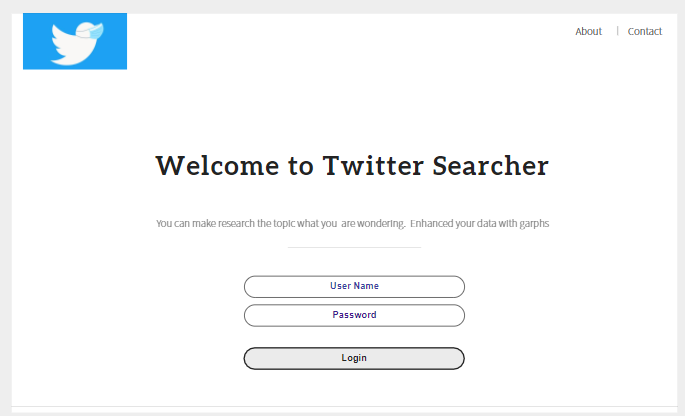 About | Contact
Welcome to Twitter Searcher
You can make research the topic what you are wondering. Enhanced your data with garphs
User Name
Password
Login